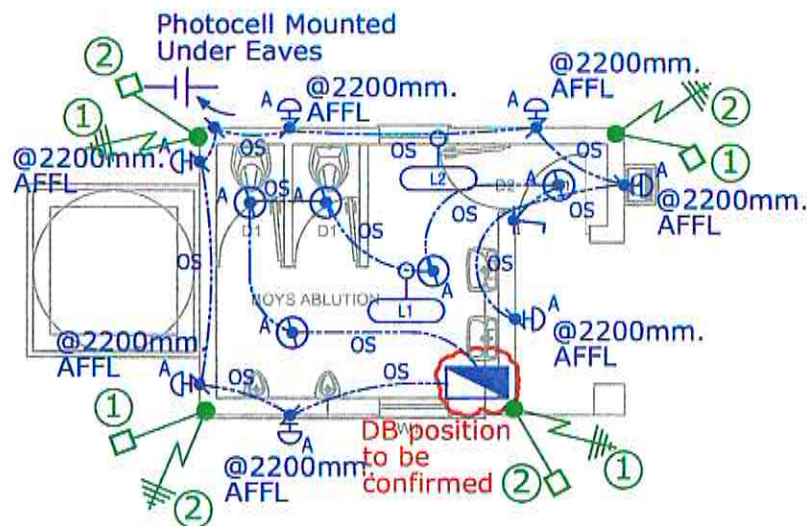 Photocell Mounted
Under Eaves
2
@2200mm.
AFFL
@2200mm.
AFFL
1
A
A
2
1
OS
OS
OS
A
@2200mm.
AFFL
OS
OS
L2
D2
A
A
@2200mm.
AFFL
A
A
D1
D1
OS
OS
OS
OS
BOYS ABLUTION
A
L1
A
OS
@2200mm.
AFFL
A
@2200mm.
AFFL
A
OS
OS
1
A
DB position
to be
confirmed
@2200mm.
AFFL
2
1
2